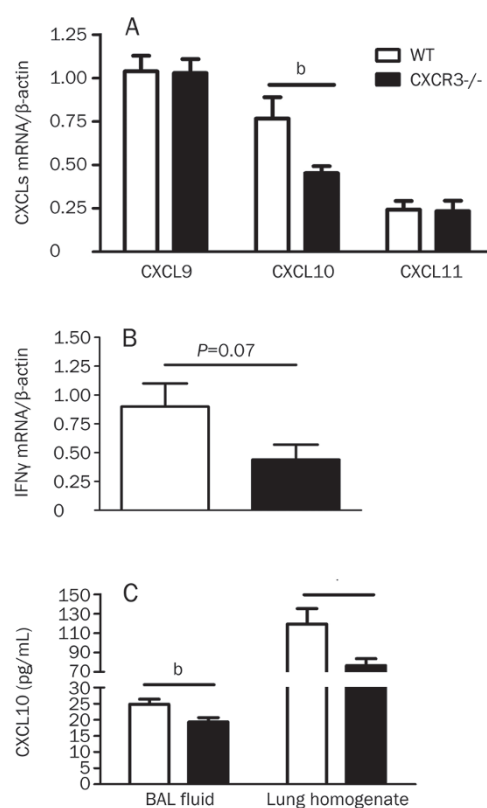 A
CXCLs mRNA/β-actin
1.25
1.00
0.75
0.50
0.25
0
WT
CXCR3-/-
b
CXCL9 CXCL10 CXCL11
B
IFNγ mRNA/β-actin
1.50
1.25
1.00
0.75
0.50
0.25
0
P=0.07
C
CXCL10 (pg/mL)
150
130
110
90
70
30
25
20
15
10
5
0
b
BAL fluid Lung homogenate